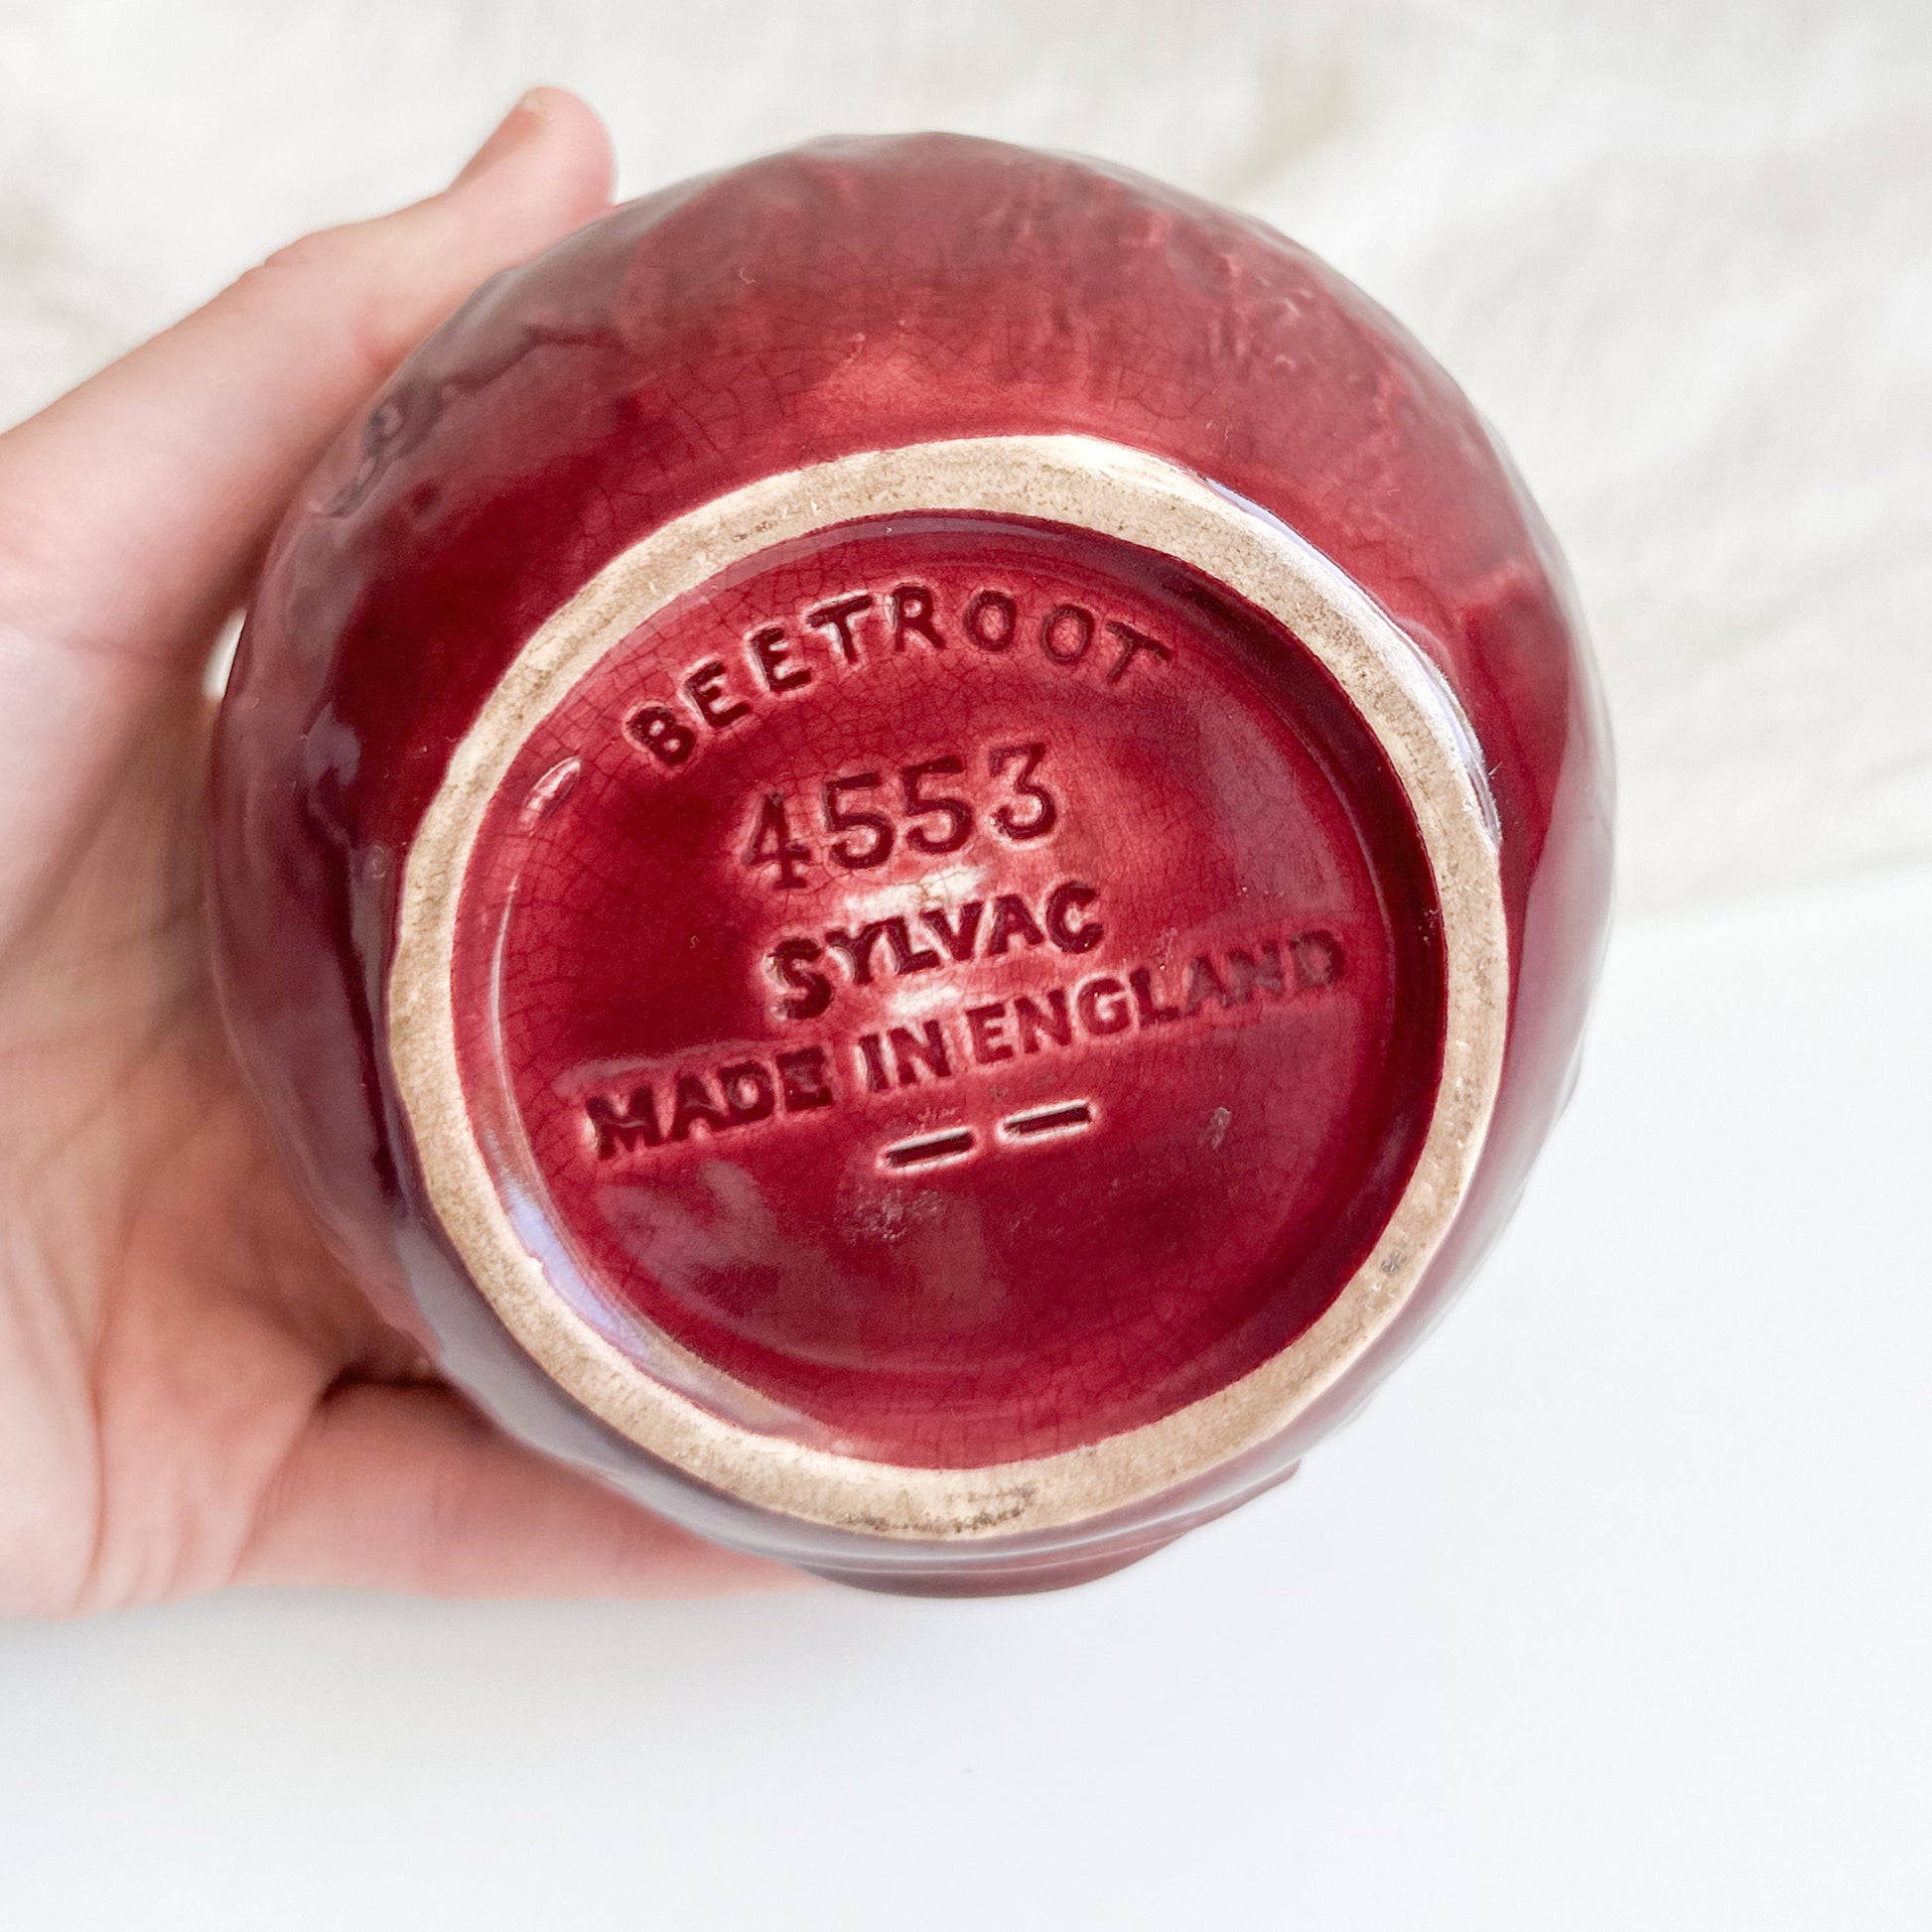 BEETROOT
4553
SYLVAC
MADE IN ENGLAND
— —